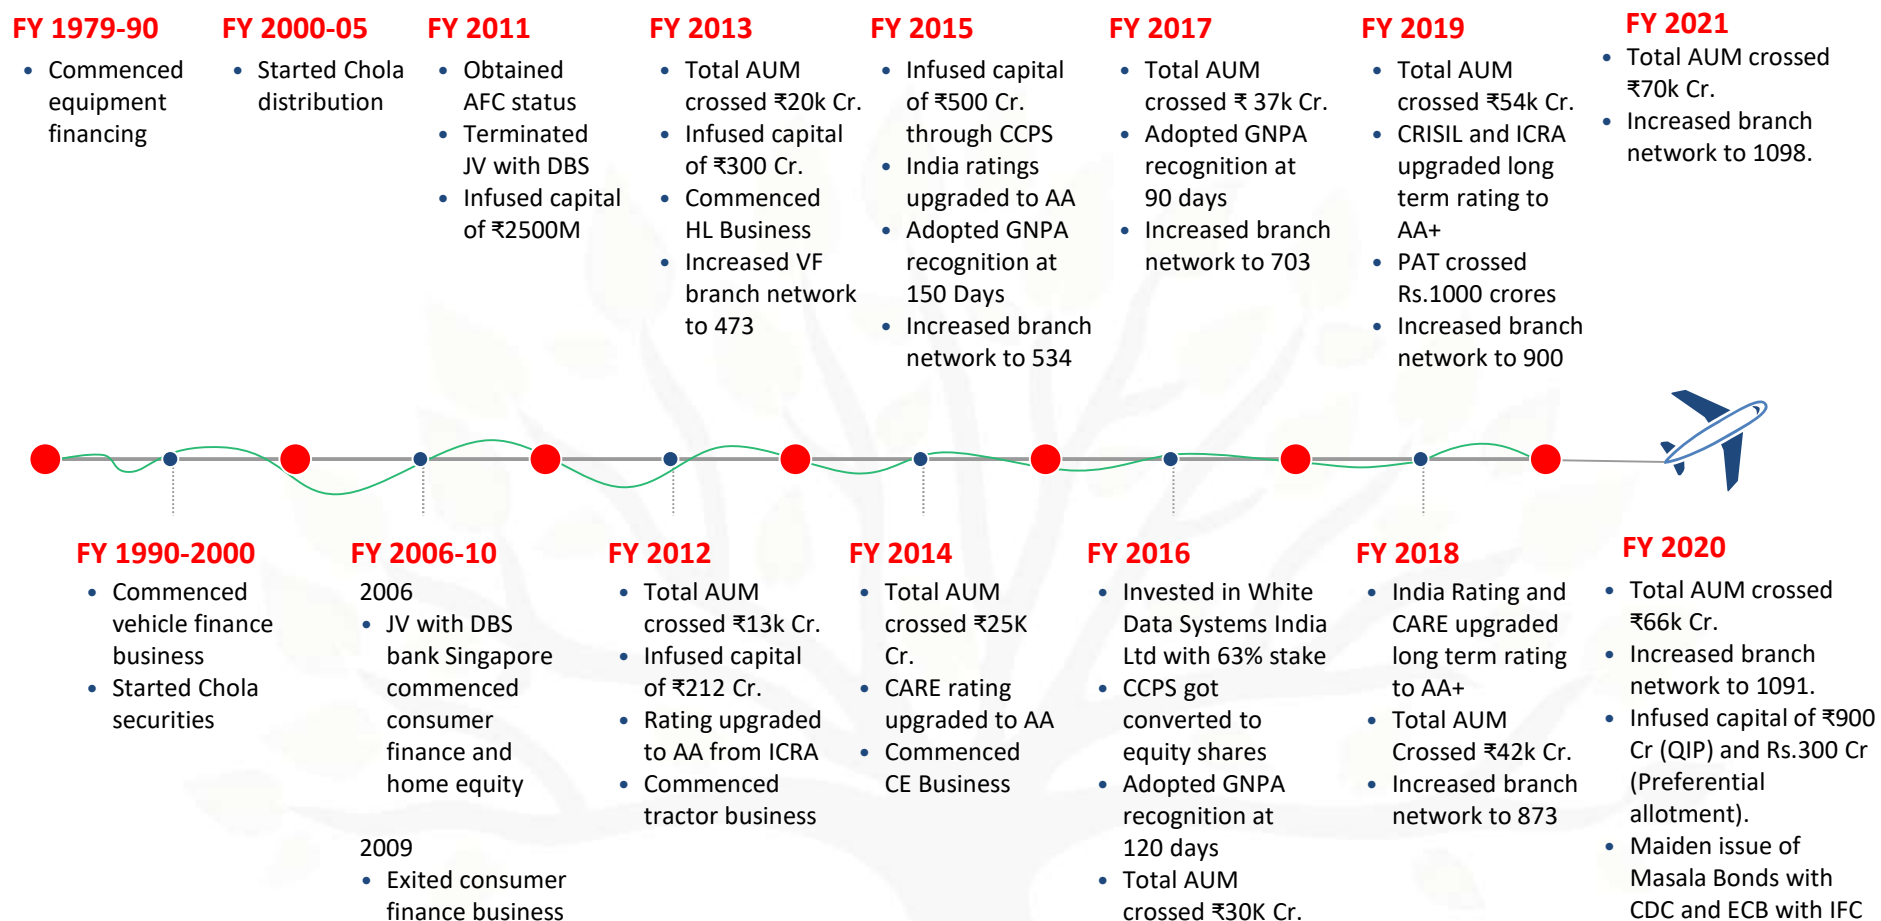 FY 1979-90
• Commenced
equipment
financing
FY 2000-05
• Started Chola
distribution
FY 2011
• Obtained
AFC status
• Terminated
JV with DBS
• Infused capital
of ₹2500M
FY 2013
• Total AUM
crossed ₹20k Cr.
• Infused capital
of ₹300 Cr.
• Commenced
HL Business
• Increased VF
branch network
to 473
FY 2015
• Infused capital
of ₹500 Cr.
through CCPS
• India ratings
upgraded to AA
• Adopted GNPA
recognition at
150 Days
• Increased branch
network to 534
FY 2017
• Total AUM
crossed ₹ 37k Cr.
• Adopted GNPA
recognition at
90 days
• Increased branch
network to 703
FY 2019
• Total AUM
crossed ₹54k Cr.
• CRISIL and ICRA
upgraded long
term rating to
AA+
• PAT crossed
Rs.1000 crores
• Increased branch
network to 900
FY 2021
• Total AUM crossed
₹70k Cr.
• Increased branch
network to 1098.
FY 1990-2000
• Commenced
vehicle finance
business
• Started Chola
securities
FY 2006-10
2006
• JV with DBS
bank Singapore
commenced
consumer
finance and
home equity
2009
• Exited consumer
finance business
FY 2012
• Total AUM
crossed ₹13k Cr.
• Infused capital
of ₹212 Cr.
• Rating upgraded
to AA from ICRA
• Commenced
tractor business
FY 2014
• Total AUM
crossed ₹25K
Cr.
• CARE rating
upgraded to AA
• Commenced
CE Business
FY 2016
• Invested in White
Data Systems India
Ltd with 63% stake
• CCPS got
converted to
equity shares
• Adopted GNPA
recognition at
120 days
• Total AUM
crossed ₹30K Cr.
FY 2018
• India Rating and
CARE upgraded
long term rating
to AA+
• Total AUM
Crossed ₹42k Cr.
• Increased branch
network to 873
FY 2020
• Total AUM crossed
₹66k Cr.
• Increased branch
network to 1091.
• Infused capital of ₹900
Cr (QIP) and Rs.300 Cr
(Preferential
allotment).
• Maiden issue of
Masala Bonds with
CDC and ECB with IFC